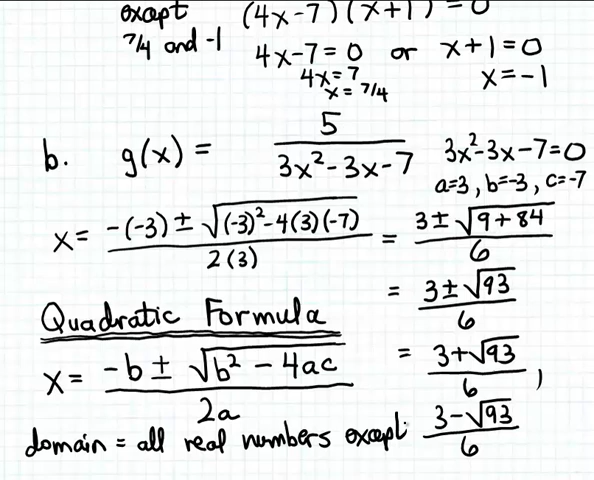 except (4x-7)(x+1) = 0
7/4 and -1 4x-7=0 or x+1=0
4x=7 x=-1
x=7/4
b. g(x) = 5/(3x²-3x-7) 3x²-3x-7=0
a=3, b=-3, c=-7
x= (-(-3) ± √((-3)²-4(3)(-7)))/(2(3)) = (3±√(9+84))/6
= (3±√93)/6
Quadratic Formula
x= (-b ± √(b² - 4ac))/(2a) = (3+√93)/6 ,
domain = all real numbers except: (3-√93)/6